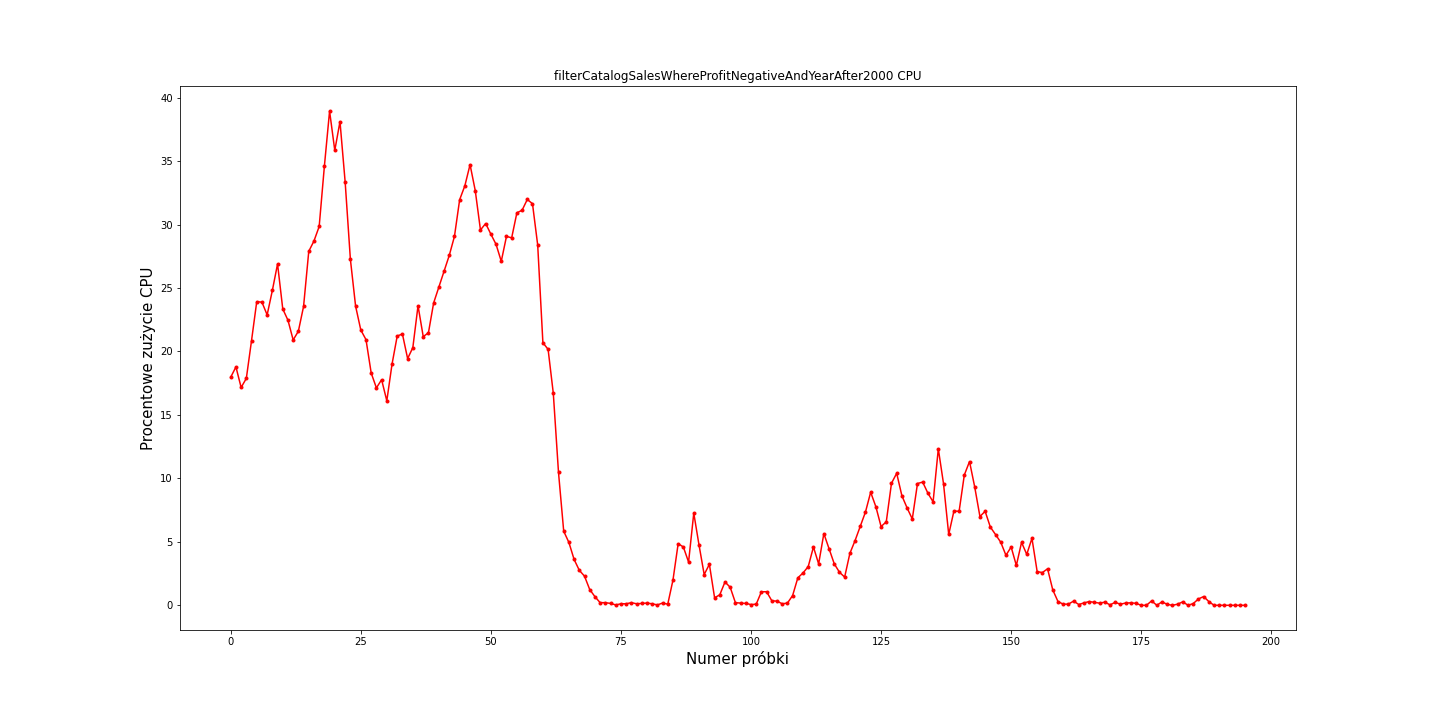 filterCatalogSalesWhereProfitNegativeAndYearAfter2000 CPU
40
35
30
25
20
15
10
5
0
Procentowe zużycie CPU
0 25 50 75 100 125 150 175 200
Numer próbki